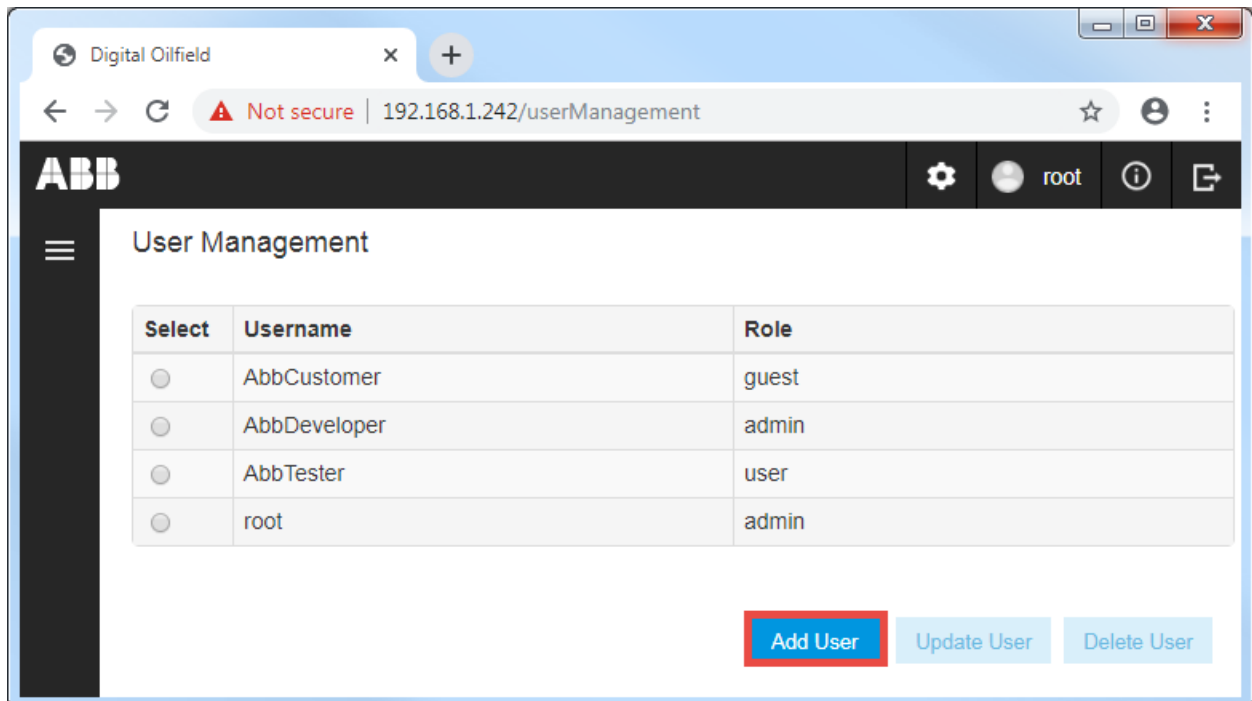 Digital Oilfield
Not secure | 192.168.1.242/userManagement
ABB root
User Management
Select Username Role
AbbCustomer guest
AbbDeveloper admin
AbbTester user
root admin
Add User Update User Delete User